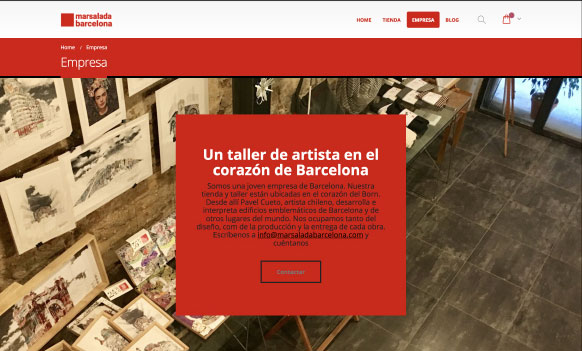 marsalada
barcelona
HOME TIENDA EMPRESA BLOG
Home / Empresa
Empresa
Un taller de artista en el
corazón de Barcelona
Somos una joven empresa de Barcelona. Nuestra
tienda y taller están ubicadas en el corazón del Born.
Desde allí Pavel Cueto, artista chileno, desarrolla e
interpreta edificios emblemáticos de Barcelona y de
otros lugares del mundo. Nos ocupamos tanto del
diseño, com de la producción y la entrega de cada otra.
Escríbenos a info@marsaladabarcelona.com y
cuéntanos
Contactar